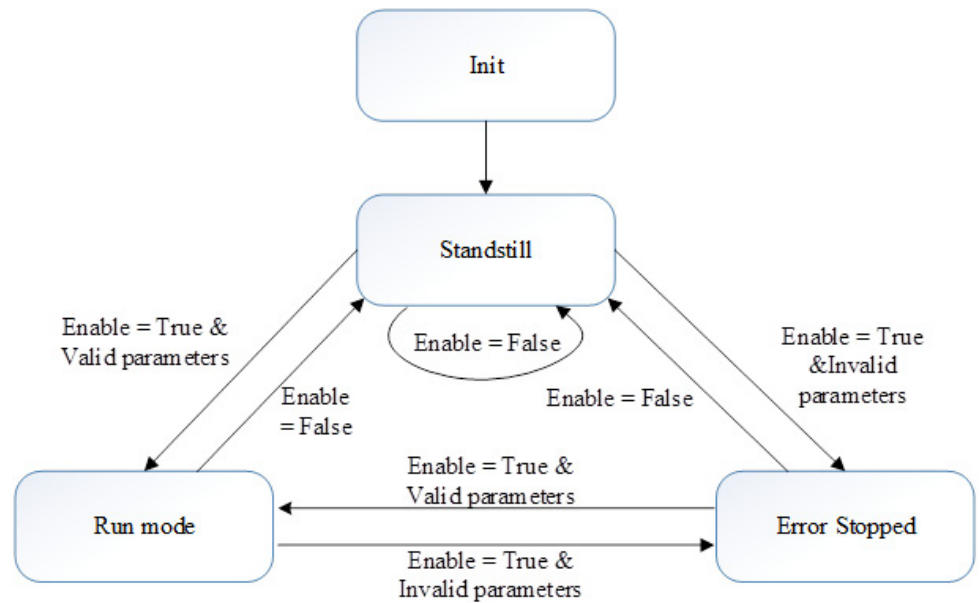 Init
Standstill
Enable = True &
Valid parameters
Enable = False
Enable = True
&Invalid
parameters
Enable
= False
Enable = False
Enable = True &
Valid parameters
Run mode
Error Stopped
Enable = True &
Invalid parameters